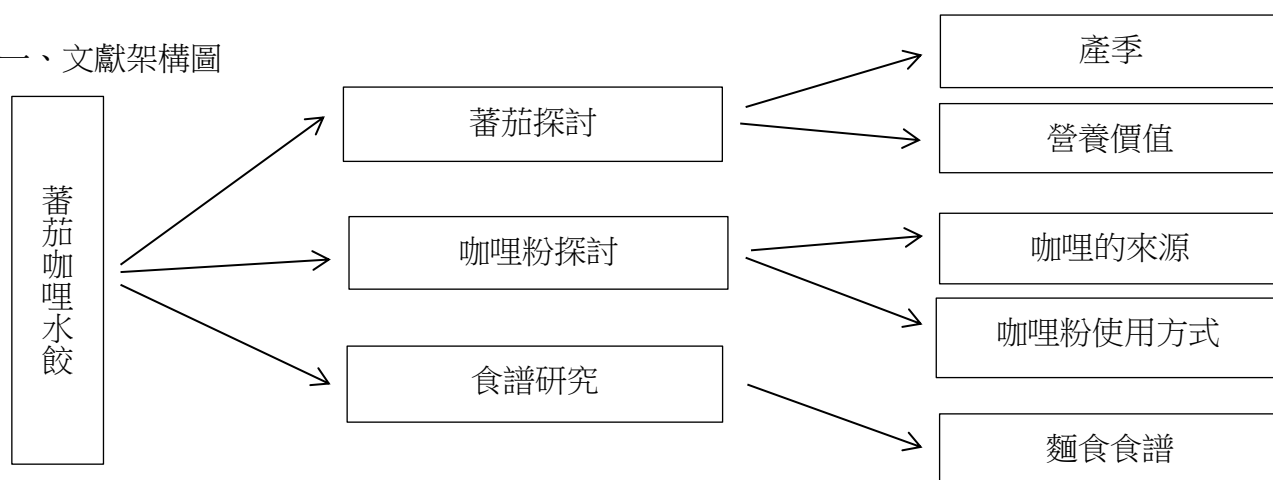 一、文獻架構圖
蕃茄咖哩水餃
蕃茄探討
產季
營養價值
咖哩粉探討
咖哩的來源
咖哩粉使用方式
食譜研究
麵食食譜